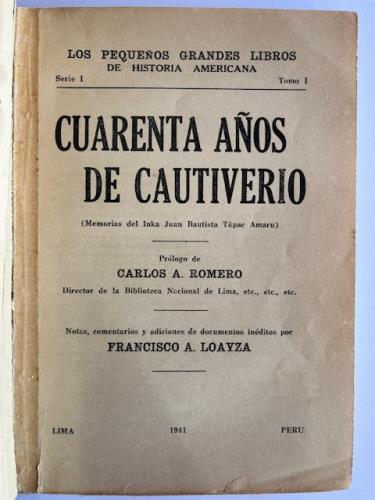 LOS PEQUEÑOS GRANDES LIBROS
DE HISTORIA AMERICANA
Serie I Tomo I
CUARENTA AÑOS
DE CAUTIVERIO
(Memorias del Inka Juan Bautista Túpac Amaru)
Prólogo de
CARLOS A. ROMERO
Director de la Biblioteca Nacional de Lima, etc., etc., etc.
Notas, comentarios y adiciones de documentos inéditos por
FRANCISCO A. LOAYZA
LIMA 1941 PERU